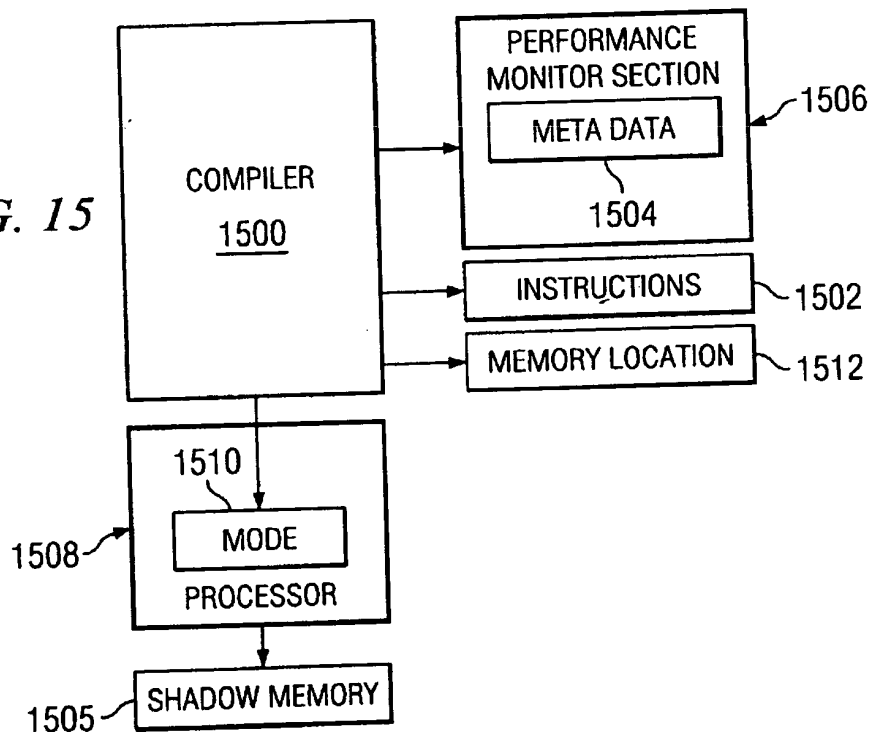 PERFORMANCE
MONITOR SECTION
META DATA
1506
1504
COMPILER
1500
G. 15
INSTRUCTIONS
1502
MEMORY LOCATION
1512
1510
MODE
1508
PROCESSOR
SHADOW MEMORY
1505